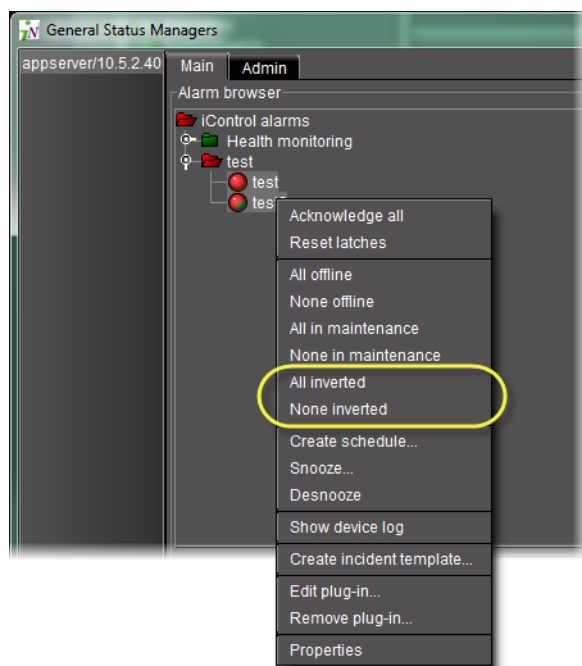 General Status Managers
appserver/10.5.2.40
Main
Admin
Alarm browser
iControl alarms
Health monitoring
test
test
Acknowledge all
Reset latches
All offline
None offline
All in maintenance
None in maintenance
All inverted
None inverted
Create schedule...
Snooze...
Desnooze
Show device log
Create incident template...
Edit plug-in...
Remove plug-in...
Properties